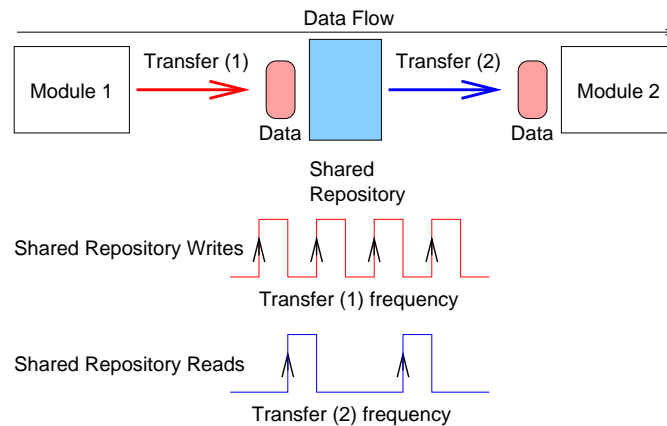 Data Flow
Module 1
Transfer (1)
Data
Transfer (2)
Data
Module 2
Shared
Repository
Shared Repository Writes
Transfer (1) frequency
Shared Repository Reads
Transfer (2) frequency